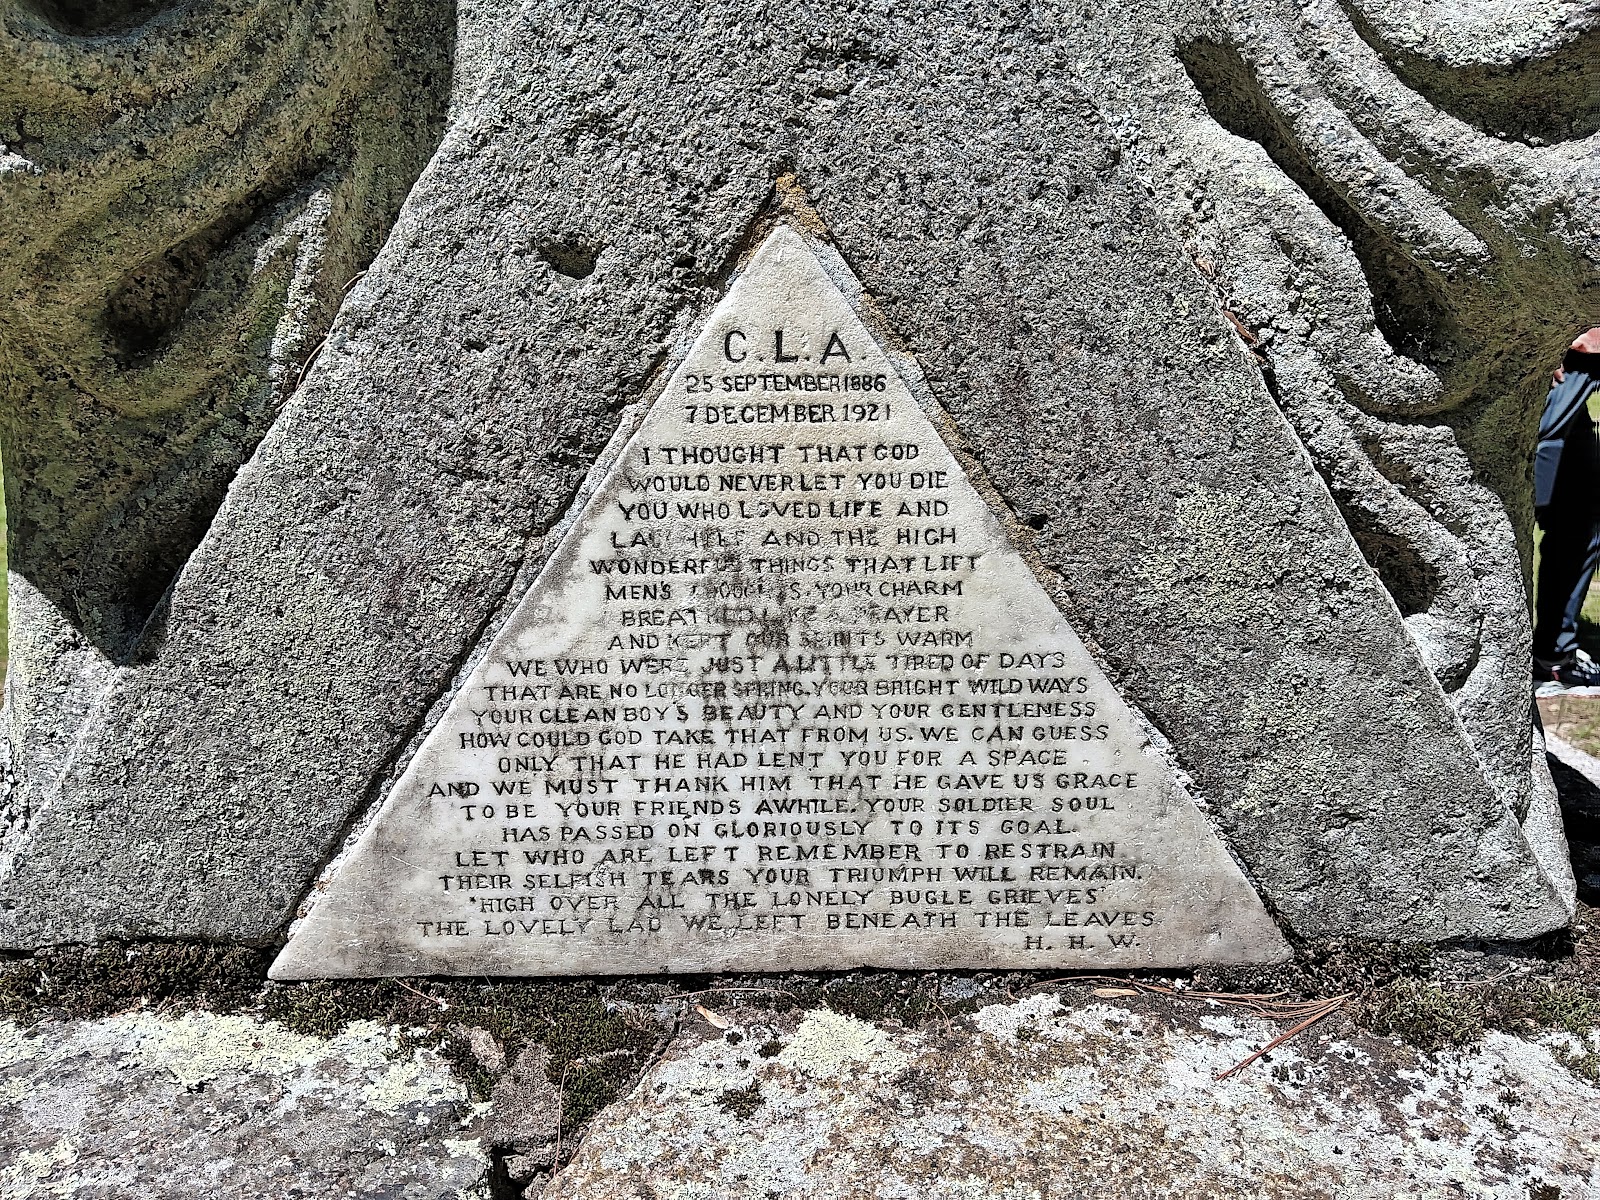 C.L.A.
25 SEPTEMBER 1886
7 DECEMBER 1921
I THOUGHT THAT GOD
WOULD NEVER LET YOU DIE
YOU WHO LOVED LIFE AND
AND THE HIGH
WONDERFUL THINGS THAT LIFT
MEN'S YOUR CHARM
BREATHED LIKE A PRAYER
AND KEPT OUR SPIRITS WARM
WE WHO WERE JUST A LITTLE TIRED OF DAYS
THAT ARE NO LONGER SPRING. YOUR BRIGHT WILD WAYS
YOUR CLEAN BOY'S BEAUTY AND YOUR GENTLENESS
HOW COULD GOD TAKE THAT FROM US. WE CAN GUESS
ONLY THAT HE HAD LENT YOU FOR A SPACE
AND WE MUST THANK HIM THAT HE GAVE US GRACE
TO BE YOUR FRIENDS AWHILE. YOUR SOLDIER SOUL
HAS PASSED ON GLORIOUSLY TO ITS GOAL.
LET WHO ARE LEFT REMEMBER TO RESTRAIN
THEIR SELFISH TEARS YOUR TRIUMPH WILL REMAIN.
"HIGH OVER ALL THE LONELY BUGLE GRIEVES"
THE LOVELY LAD WE LEFT BENEATH THE LEAVES
H. H. W.